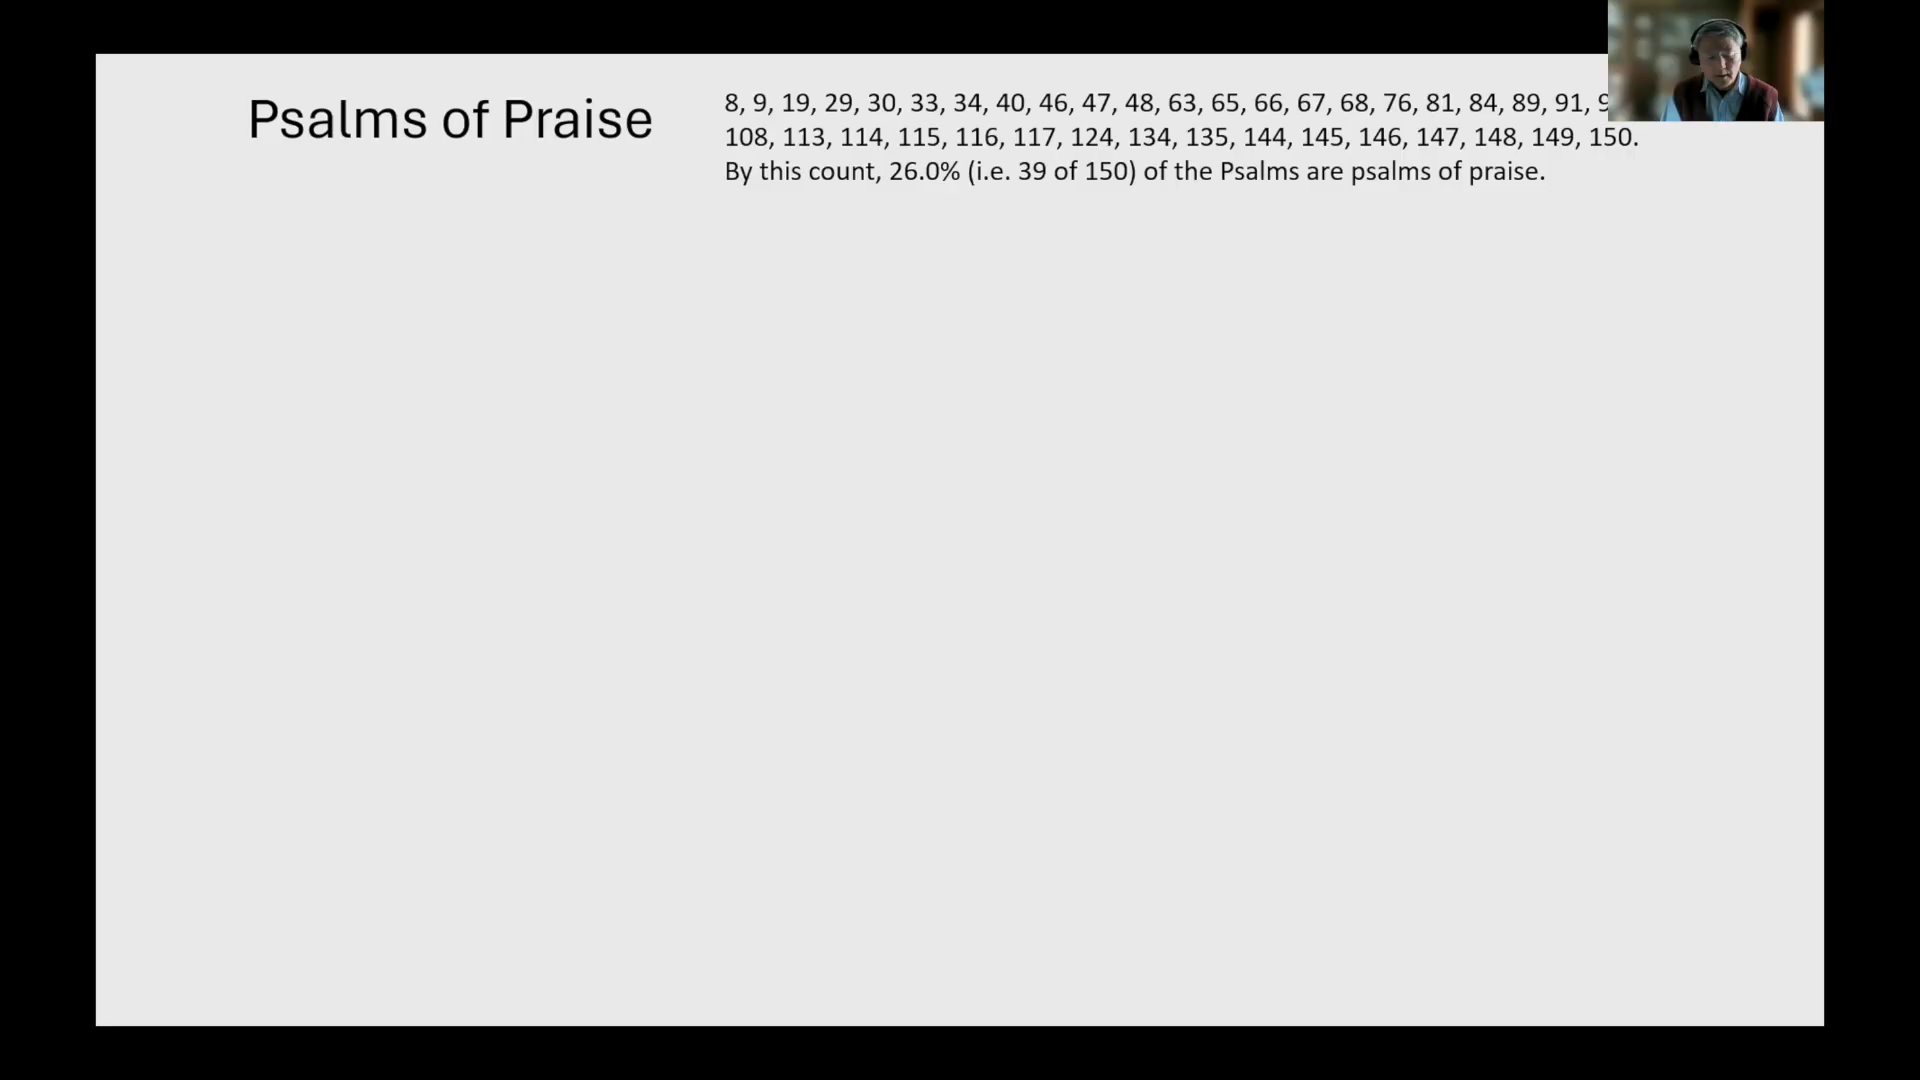 Psalms of Praise
8, 9, 19, 29, 30, 33, 34, 40, 46, 47, 48, 63, 65, 66, 67, 68, 76, 81, 84, 89, 91,
108, 113, 114, 115, 116, 117, 124, 134, 135, 144, 145, 146, 147, 148, 149, 150.
By this count, 26.0% (i.e. 39 of 150) of the Psalms are psalms of praise.